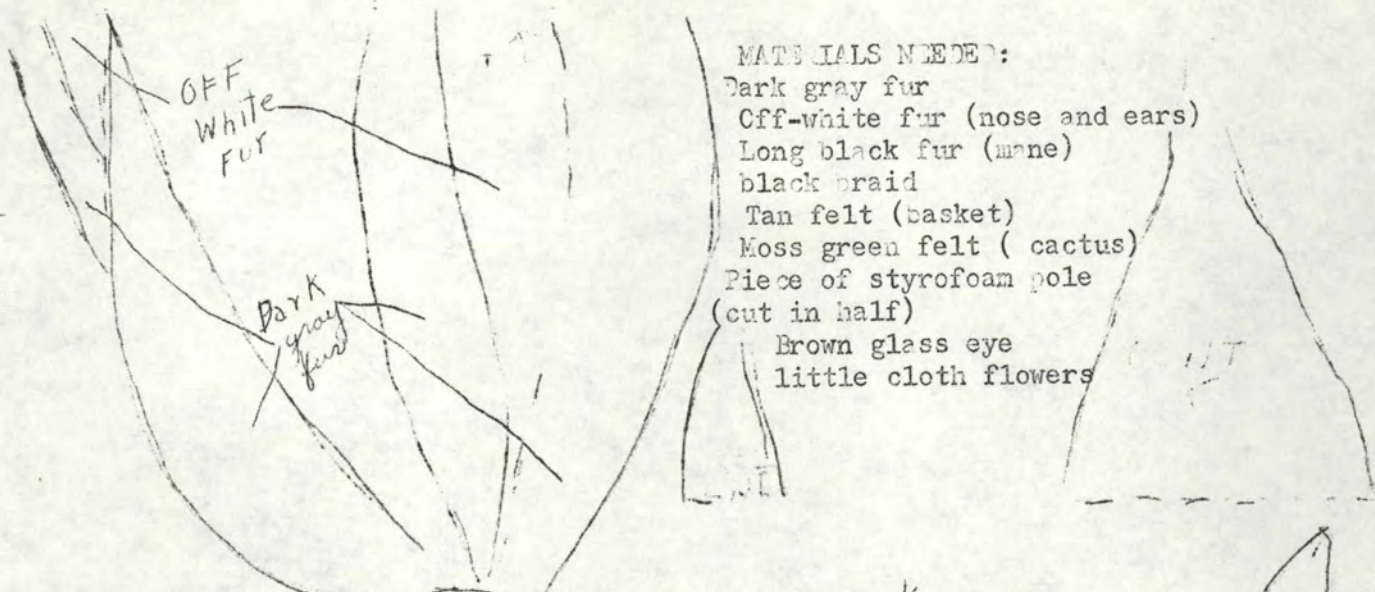 MATERIALS NEEDED:
Dark gray fur
Off-white fur (nose and ears)
Long black fur (mane)
black braid
Tan felt (basket)
Moss green felt ( cactus)
Piece of styrofoam pole
(cut in half)
Brown glass eye
little cloth flowers
OFF
White
Fur
Dark
gray
fur